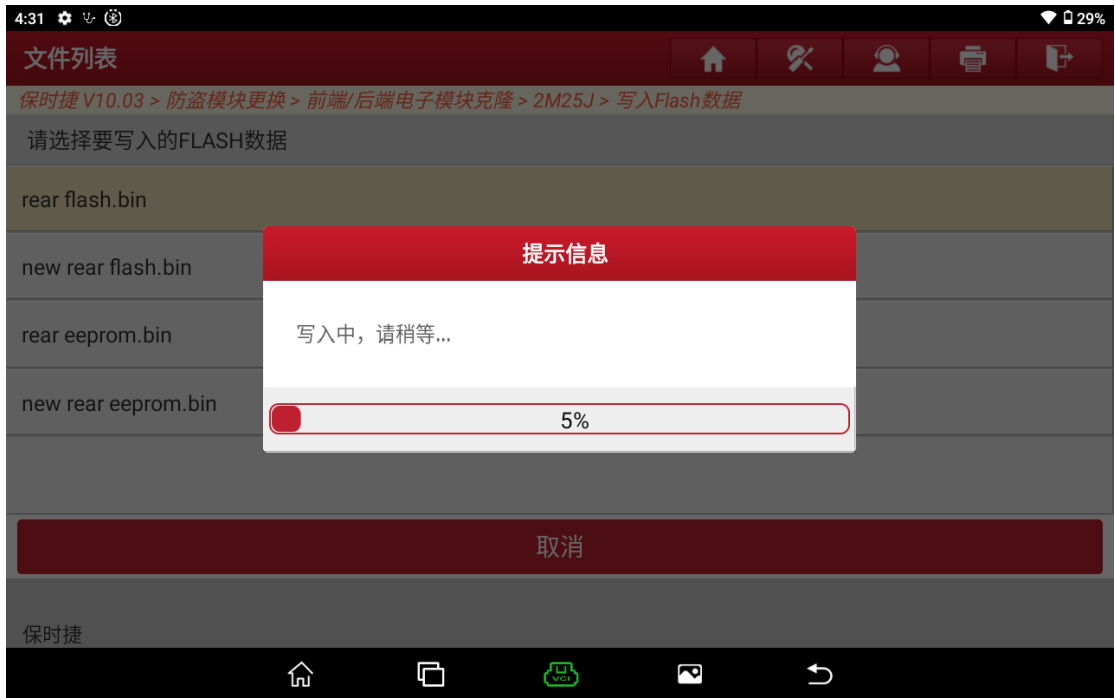 4:31 29%
文件列表
保时捷 V10.03 > 防盗模块更换 > 前端/后端电子模块克隆 > 2M25J > 写入Flash数据
请选择要写入的FLASH数据
rear flash.bin
提示信息
new rear flash.bin
写入中，请稍等...
rear eeprom.bin
new rear eeprom.bin
5%
取消
保时捷
VCI